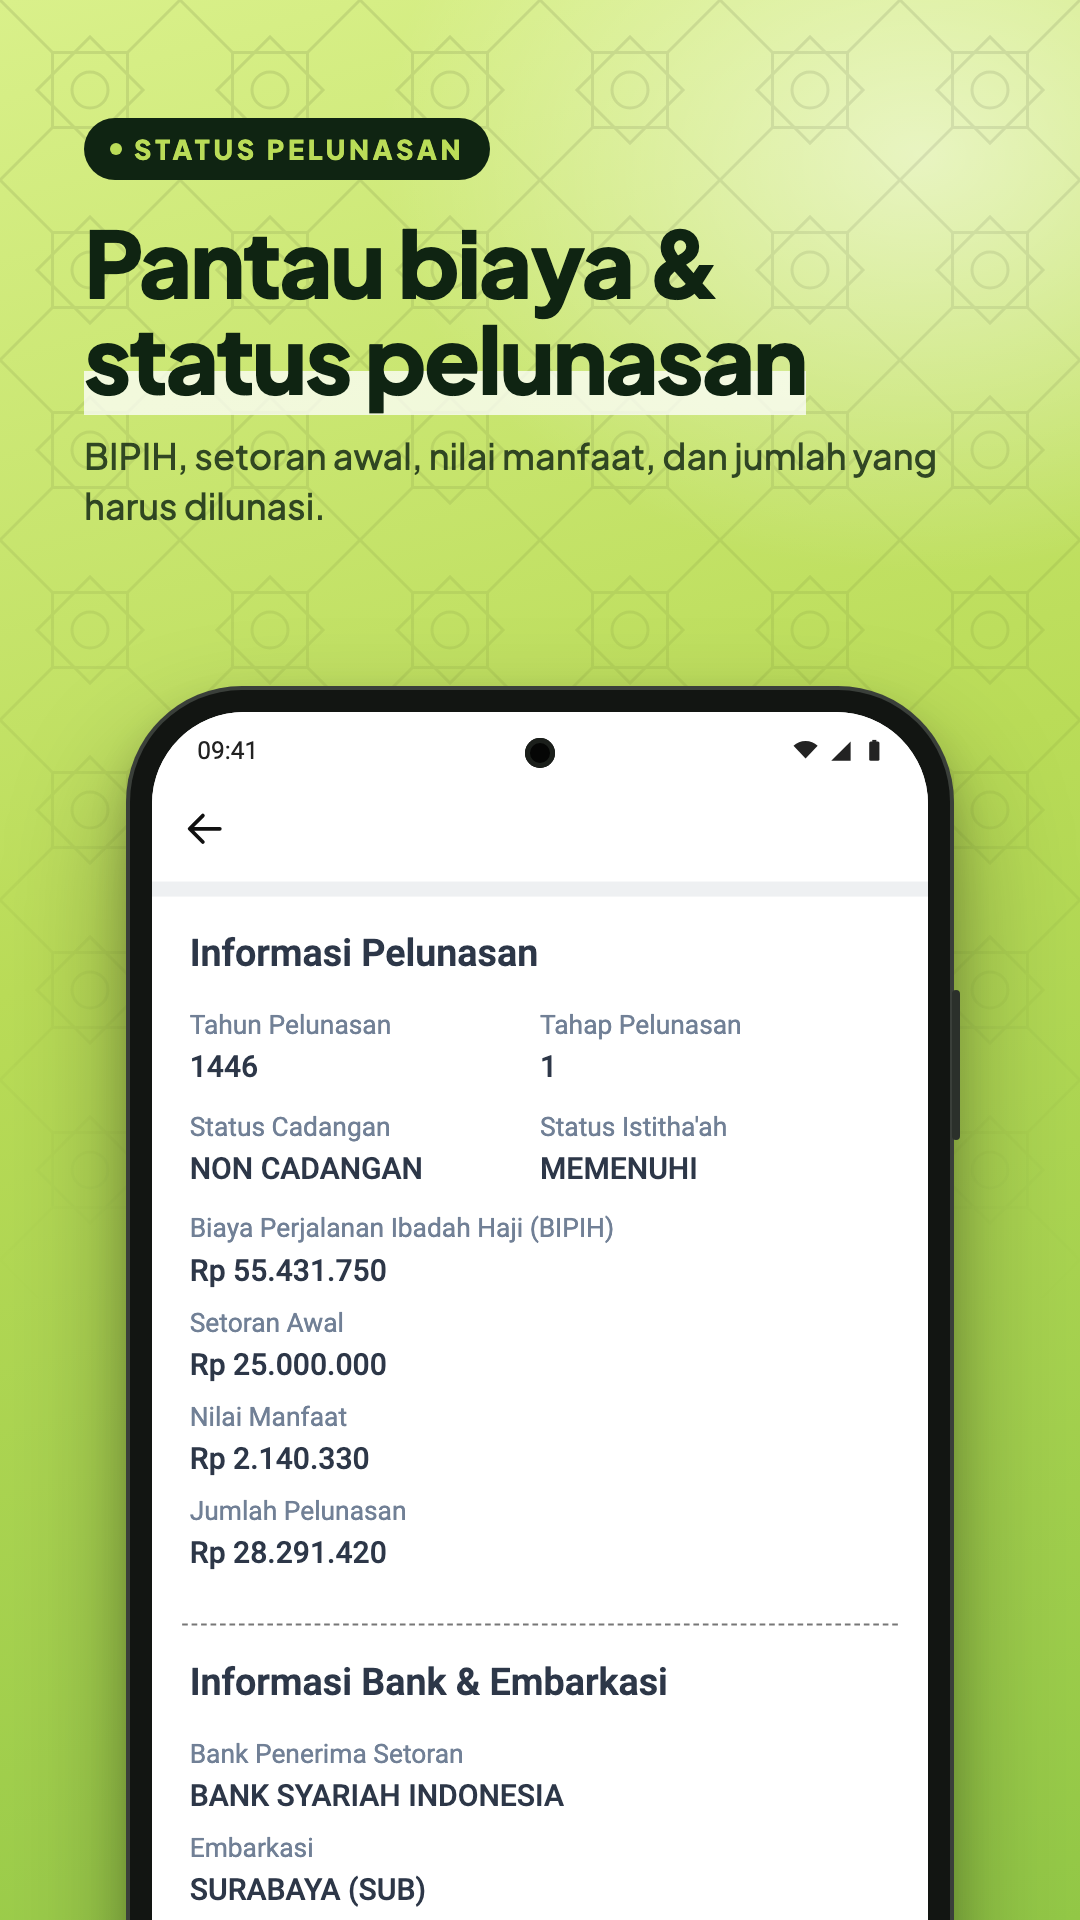 STATUS PELUNASAN
Pantau biaya &
status pelunasan
BIPIH, setoran awal, nilai manfaat, dan jumlah yang
harus dilunasi.
09:41
Informasi Pelunasan
Tahun Pelunasan
1446
Tahap Pelunasan
1
Status Cadangan
NON CADANGAN
Status Istitha'ah
MEMENUHI
Biaya Perjalanan Ibadah Haji (BIPIH)
Rp 55.431.750
Setoran Awal
Rp 25.000.000
Nilai Manfaat
Rp 2.140.330
Jumlah Pelunasan
Rp 28.291.420
Informasi Bank & Embarkasi
Bank Penerima Setoran
BANK SYARIAH INDONESIA
Embarkasi
SURABAYA (SUB)